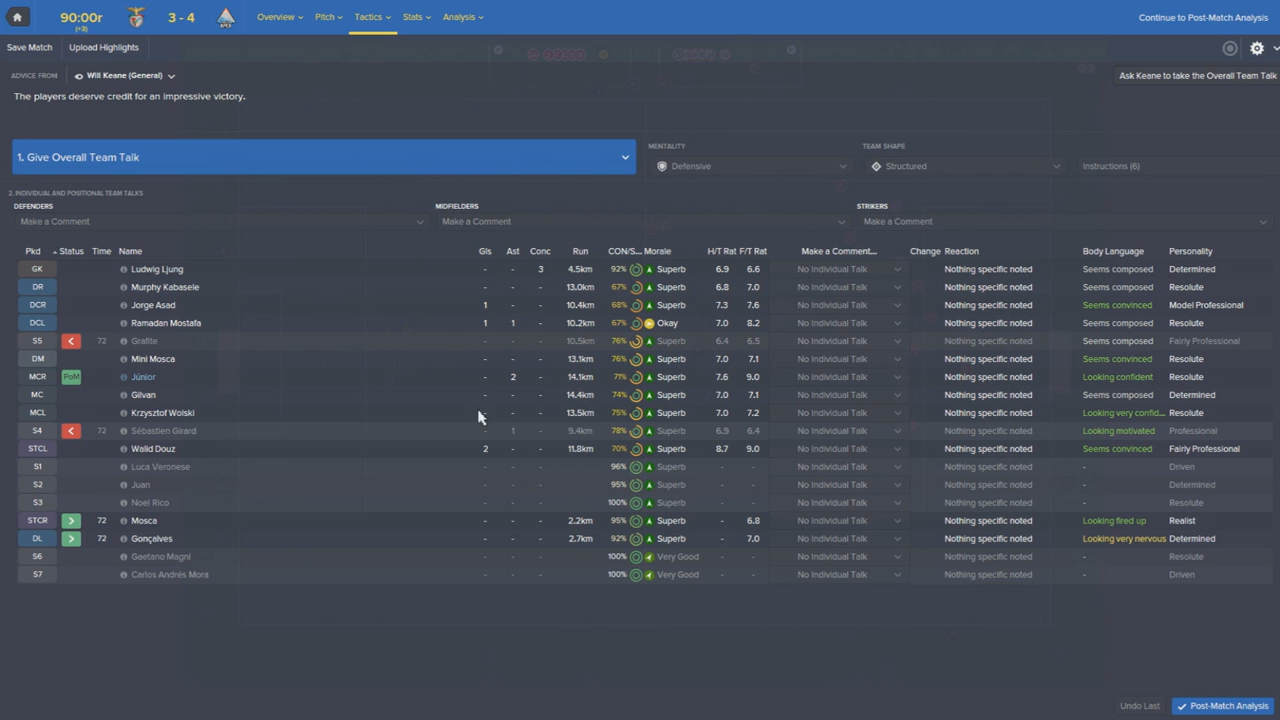 90:00r
(+3)
3 - 4
APEX
Overview
Pitch
Tactics
Stats
Analysis
Continue to Post-Match Analysis
Save Match
Upload Highlights
ADVICE FROM
Will Keane (General)
Ask Keane to take the Overall Team Talk
The players deserve credit for an impressive victory.
1. Give Overall Team Talk
MENTALITY
Defensive
TEAM SHAPE
Structured
Instructions (6)
2. INDIVIDUAL AND POSITIONAL TEAM TALKS
DEFENDERS MIDFIELDERS STRIKERS
Make a Comment Make a Comment Make a Comment
Pkd Status Time Name Gls Ast Conc Run CON/S... Morale H/T Rat F/T Rat Make a Comment... Change Reaction Body Language Personality
GK Ludwig Ljung - - 3 4.5km 92% Superb 6.9 6.6 No Individual Talk Nothing specific noted Seems composed Determined
DR Murphy Kabasele - - - 13.0km 67% Superb 6.8 7.0 No Individual Talk Nothing specific noted Seems composed Resolute
DCR Jorge Asad 1 - - 10.4km 68% Superb 7.3 7.6 No Individual Talk Nothing specific noted Seems convinced Model Professional
DCL Ramadan Mostafa 1 1 - 10.2km 67% Okay 7.0 8.2 No Individual Talk Nothing specific noted Seems composed Resolute
S5 72 Grafite - - - 10.5km 76% Superb 6.4 6.5 No Individual Talk Nothing specific noted Seems composed Fairly Professional
DM Mini Mosca - - - 13.1km 76% Superb 7.0 7.1 No Individual Talk Nothing specific noted Seems convinced Resolute
MCR PoM Júnior - 2 - 14.1km 71% Superb 7.6 9.0 No Individual Talk Nothing specific noted Looking confident Resolute
MC Gilvan - - - 14.4km 74% Superb 7.0 7.1 No Individual Talk Nothing specific noted Seems composed Determined
MCL Krzysztof Wolski - - - 13.5km 75% Superb 7.0 7.2 No Individual Talk Nothing specific noted Looking very confid... Resolute
S4 72 Sébastien Girard - 1 - 9.4km 78% Superb 6.9 6.4 No Individual Talk Nothing specific noted Looking motivated Professional
STCL Walid Douz 2 - - 11.8km 70% Superb 8.7 9.0 No Individual Talk Nothing specific noted Seems convinced Fairly Professional
S1 Luca Veronese - - - 96% Superb - - No Individual Talk Nothing specific noted - Driven
S2 Juan - - - 95% Superb - - No Individual Talk Nothing specific noted - Determined
S3 Noel Rico - - - 100% Superb - - No Individual Talk Nothing specific noted - Resolute
STCR 72 Mosca - - - 2.2km 95% Superb - 6.8 No Individual Talk Nothing specific noted Looking fired up Realist
DL 72 Gonçalves - - - 2.7km 92% Superb - 7.0 No Individual Talk Nothing specific noted Looking very nervous Determined
S6 Gaetano Magni - - - 100% Very Good - - No Individual Talk Nothing specific noted - Resolute
S7 Carlos Andrés Mora - - - 100% Very Good - - No Individual Talk Nothing specific noted - Driven
Undo Last
Post-Match Analysis